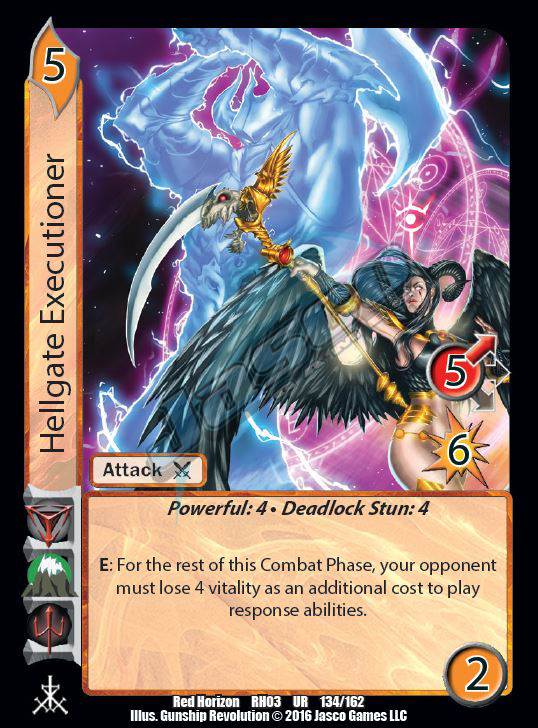 5
Hellgate Executioner
5
6
Attack
Powerful: 4 • Deadlock Stun: 4
E: For the rest of this Combat Phase, your opponent
must lose 4 vitality as an additional cost to play
response abilities.
2
Red Horizon RH03 UR 134/162
Illus. Gunship Revolution © 2016 Jasco Games LLC